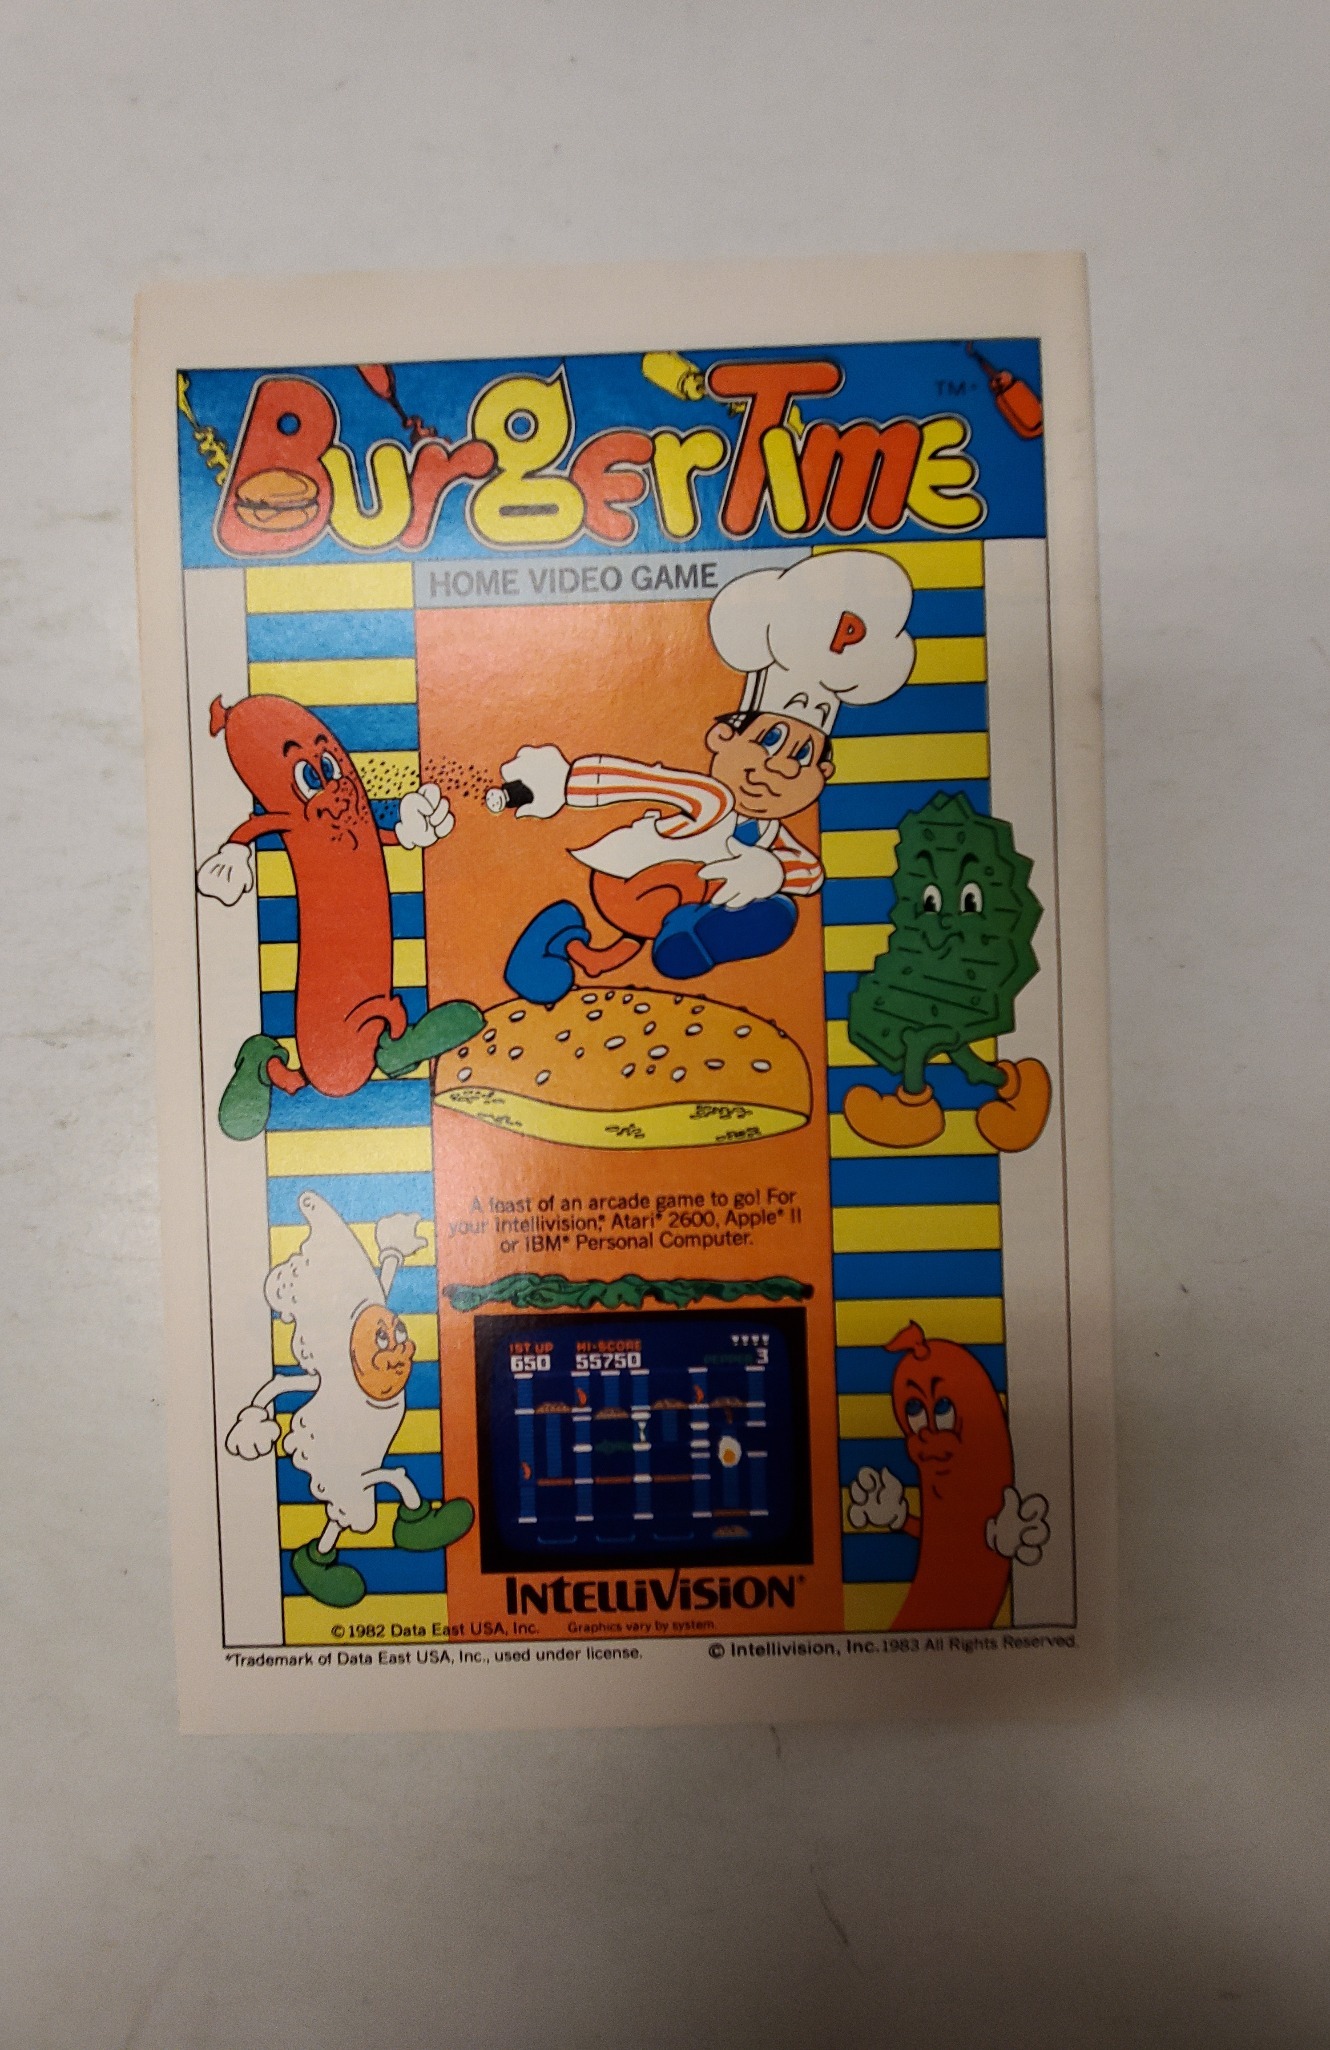 BurgerTime TM*
HOME VIDEO GAME
P
A feast of an arcade game to go! For
your Intellivision,® Atari® 2600, Apple® II
or IBM® Personal Computer.
1ST UP HI-SCORE
650 55750 PEPPER 3
INTELLIVISION®
©1982 Data East USA, Inc. Graphics vary by system.
*Trademark of Data East USA, Inc., used under license. © Intellivision, Inc. 1983 All Rights Reserved.